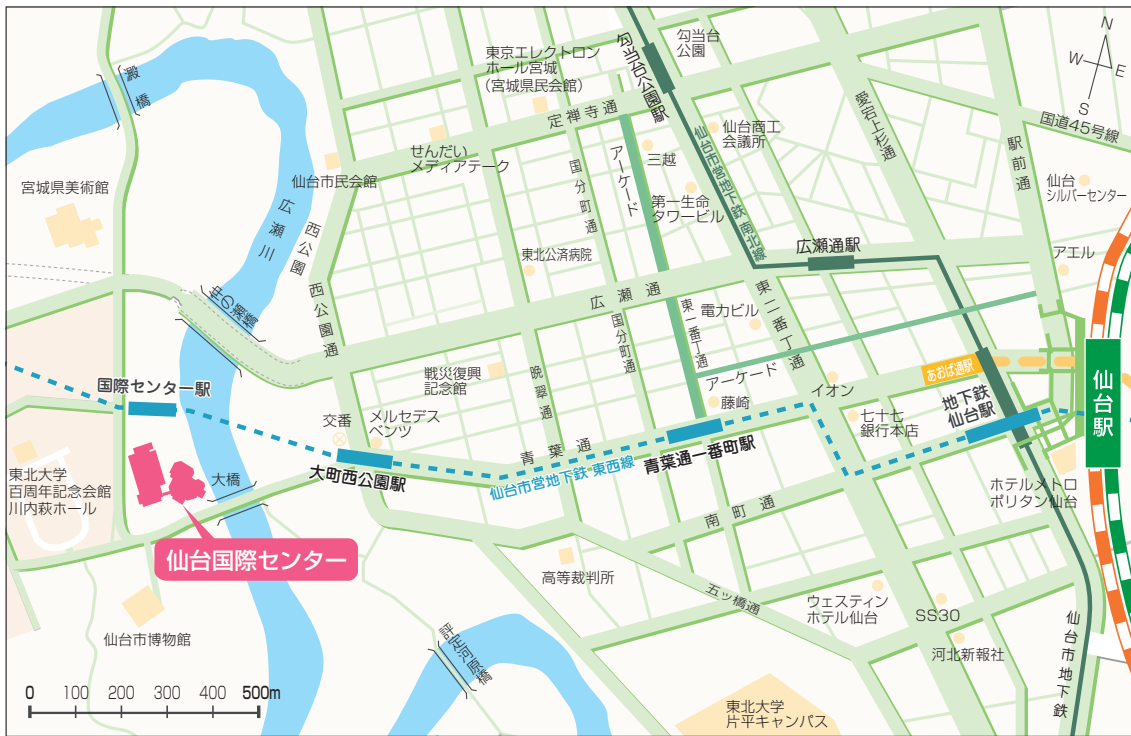 N
W
E
S
勾当台
公園
勾当台公園駅
東京エレクトロン
ホール宮城
(宮城県民会館)
定禅寺通
愛宕上杉通
国道45号線
駅前通
澱橋
せんだい
メディアテーク
仙台市民会館
宮城県美術館
国分町通
アーケード
三越
仙台商工
会議所
仙台市営地下鉄 南北線
第一生命
タワービル
仙台
シルバーセンター
広瀬川
西公園
西公園通
東北公済病院
広瀬通駅
アエル
仲の瀬橋
広瀬通
東二番丁通
電力ビル
東一番丁通
国分町通
国際センター駅
戦災復興
記念館
晩翠通
アーケード
あおば通駅
イオン
藤崎
地下鉄
仙台駅
仙台駅
交番
メルセデス
ベンツ
七十七
銀行本店
青葉通
大町西公園駅
仙台市営地下鉄 東西線
青葉通一番町駅
東北大学
百周年記念会館
川内萩ホール
大橋
ホテルメトロ
ポリタン仙台
南町通
仙台国際センター
高等裁判所
五ッ橋通
ウェスティン
ホテル仙台
SS30
河北新報社
仙台市地下鉄
仙台市博物館
評定河原橋
東北大学
片平キャンパス
0 100 200 300 400 500m